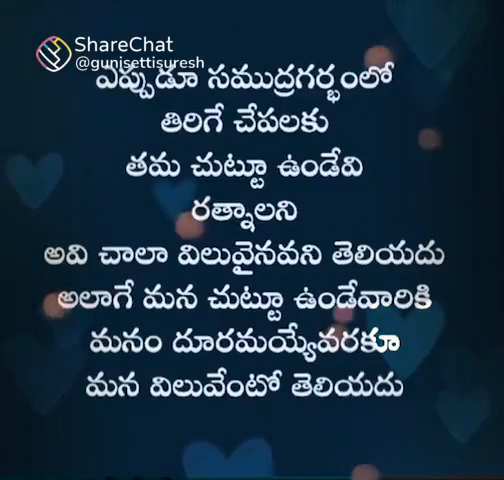 ShareChat
@gunisettisuresh
ఎప్పుడూ సముద్రగర్భంలో
తిరిగే చేపలకు
తమ చుట్టూ ఉండేవి
రత్నాలని
అవి చాలా విలువైనవని తెలియదు
అలాగే మన చుట్టూ ఉండేవారికి
మనం దూరమయ్యేవరకూ
మన విలువేంటో తెలియదు